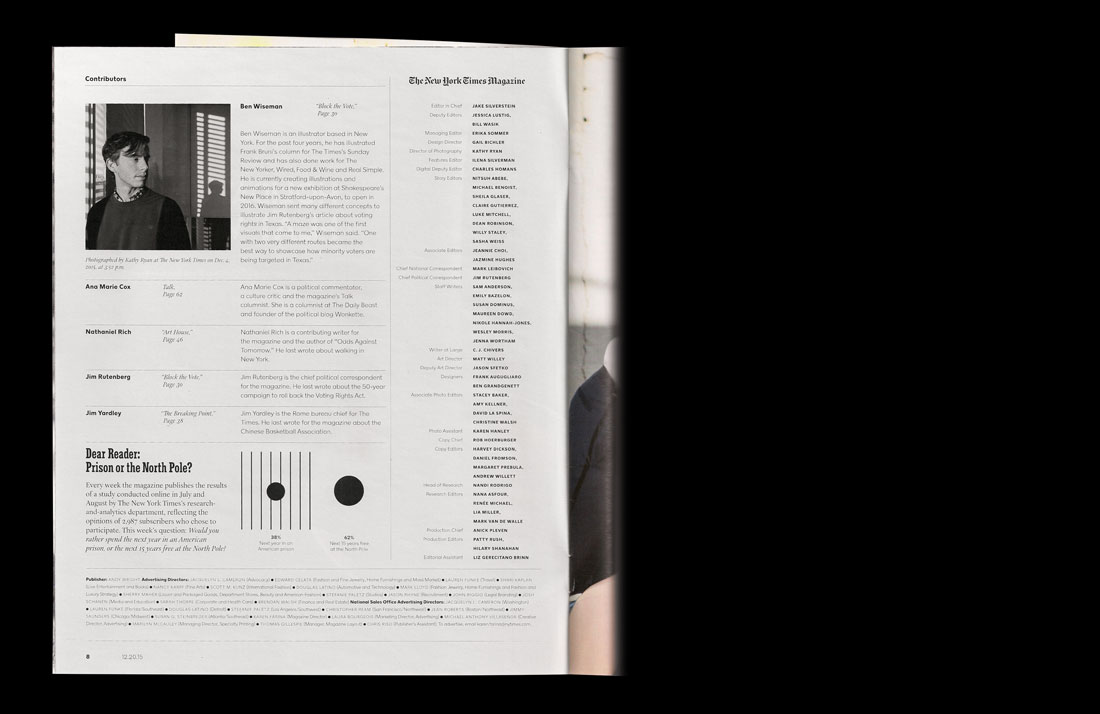 Contributors
Ben Wiseman
"Block the Vote,"
Page 30
Ben Wiseman is an illustrator based in New
York. For the past four years, he has illustrated
Frank Bruni's column for The Times's Sunday
Review and has also done work for The
New Yorker, Wired, Food & Wine and Real Simple.
He is currently creating illustrations and
animations for a new exhibition at Shakespeare's
New Place in Stratford-upon-Avon, to open in
2016. Wiseman sent many different concepts to
illustrate Jim Rutenberg's article about voting
rights in Texas. "A maze was one of the first
visuals that came to me," Wiseman said. "One
with two very different routes became the
best way to showcase how minority voters are
being targeted in Texas."
Photographed by Kathy Ryan at The New York Times on Dec. 4,
2015, at 3:51 p.m.
Ana Marie Cox
Talk,
Page 62
Ana Marie Cox is a political commentator,
a culture critic and the magazine's Talk
columnist. She is a columnist at The Daily Beast
and founder of the political blog Wonkette.
Nathaniel Rich
"Art House,"
Page 46
Nathaniel Rich is a contributing writer for
the magazine and the author of "Odds Against
Tomorrow." He last wrote about walking in
New York.
Jim Rutenberg
"Block the Vote,"
Page 30
Jim Rutenberg is the chief political correspondent
for the magazine. He last wrote about the 50-year
campaign to roll back the Voting Rights Act.
Jim Yardley
"The Breaking Point,"
Page 38
Jim Yardley is the Rome bureau chief for The
Times. He last wrote for the magazine about the
Chinese Basketball Association.
Dear Reader:
Prison or the North Pole?
Every week the magazine publishes the results
of a study conducted online in July and
August by The New York Times's research-
and-analytics department, reflecting the
opinions of 2,987 subscribers who chose to
participate. This week's question: Would you
rather spend the next year in an American
prison, or the next 15 years free at the North Pole?
38%
Next year in an
American prison
62%
Next 15 years free
at the North Pole
The New York Times Magazine
Editor in Chief JAKE SILVERSTEIN
Deputy Editors JESSICA LUSTIG,
BILL WASIK
Managing Editor ERIKA SOMMER
Design Director GAIL BICHLER
Director of Photography KATHY RYAN
Features Editor ILENA SILVERMAN
Digital Deputy Editor CHARLES HOMANS
Story Editors NITSUH ABEBE,
MICHAEL BENOIST,
SHEILA GLASER,
CLAIRE GUTIERREZ,
LUKE MITCHELL,
DEAN ROBINSON,
WILLY STALEY,
SASHA WEISS
Associate Editors JEANNIE CHOI,
JAZMINE HUGHES
Chief National Correspondent MARK LEIBOVICH
Chief Political Correspondent JIM RUTENBERG
Staff Writers SAM ANDERSON,
EMILY BAZELON,
SUSAN DOMINUS,
MAUREEN DOWD,
NIKOLE HANNAH-JONES,
WESLEY MORRIS,
JENNA WORTHAM
Writer at Large C. J. CHIVERS
Art Director MATT WILLEY
Deputy Art Director JASON SFETKO
Designers FRANK AUGUGLIARO
BEN GRANDGENETT
Associate Photo Editors STACEY BAKER,
AMY KELLNER,
DAVID LA SPINA,
CHRISTINE WALSH
Photo Assistant KAREN HANLEY
Copy Chief ROB HOERBURGER
Copy Editors HARVEY DICKSON,
DANIEL FROMSON,
MARGARET PREBULA,
ANDREW WILLETT
Head of Research NANDI RODRIGO
Research Editors NANA ASFOUR,
RENÉE MICHAEL,
LIA MILLER,
MARK VAN DE WALLE
Production Chief ANICK PLEVEN
Production Editors PATTY RUSH,
HILARY SHANAHAN
Editorial Assistant LIZ GERECITANO BRINN
Publisher: ANDY WRIGHT Advertising Directors:
National Sales Office Advertising Directors:
8
12.20.15